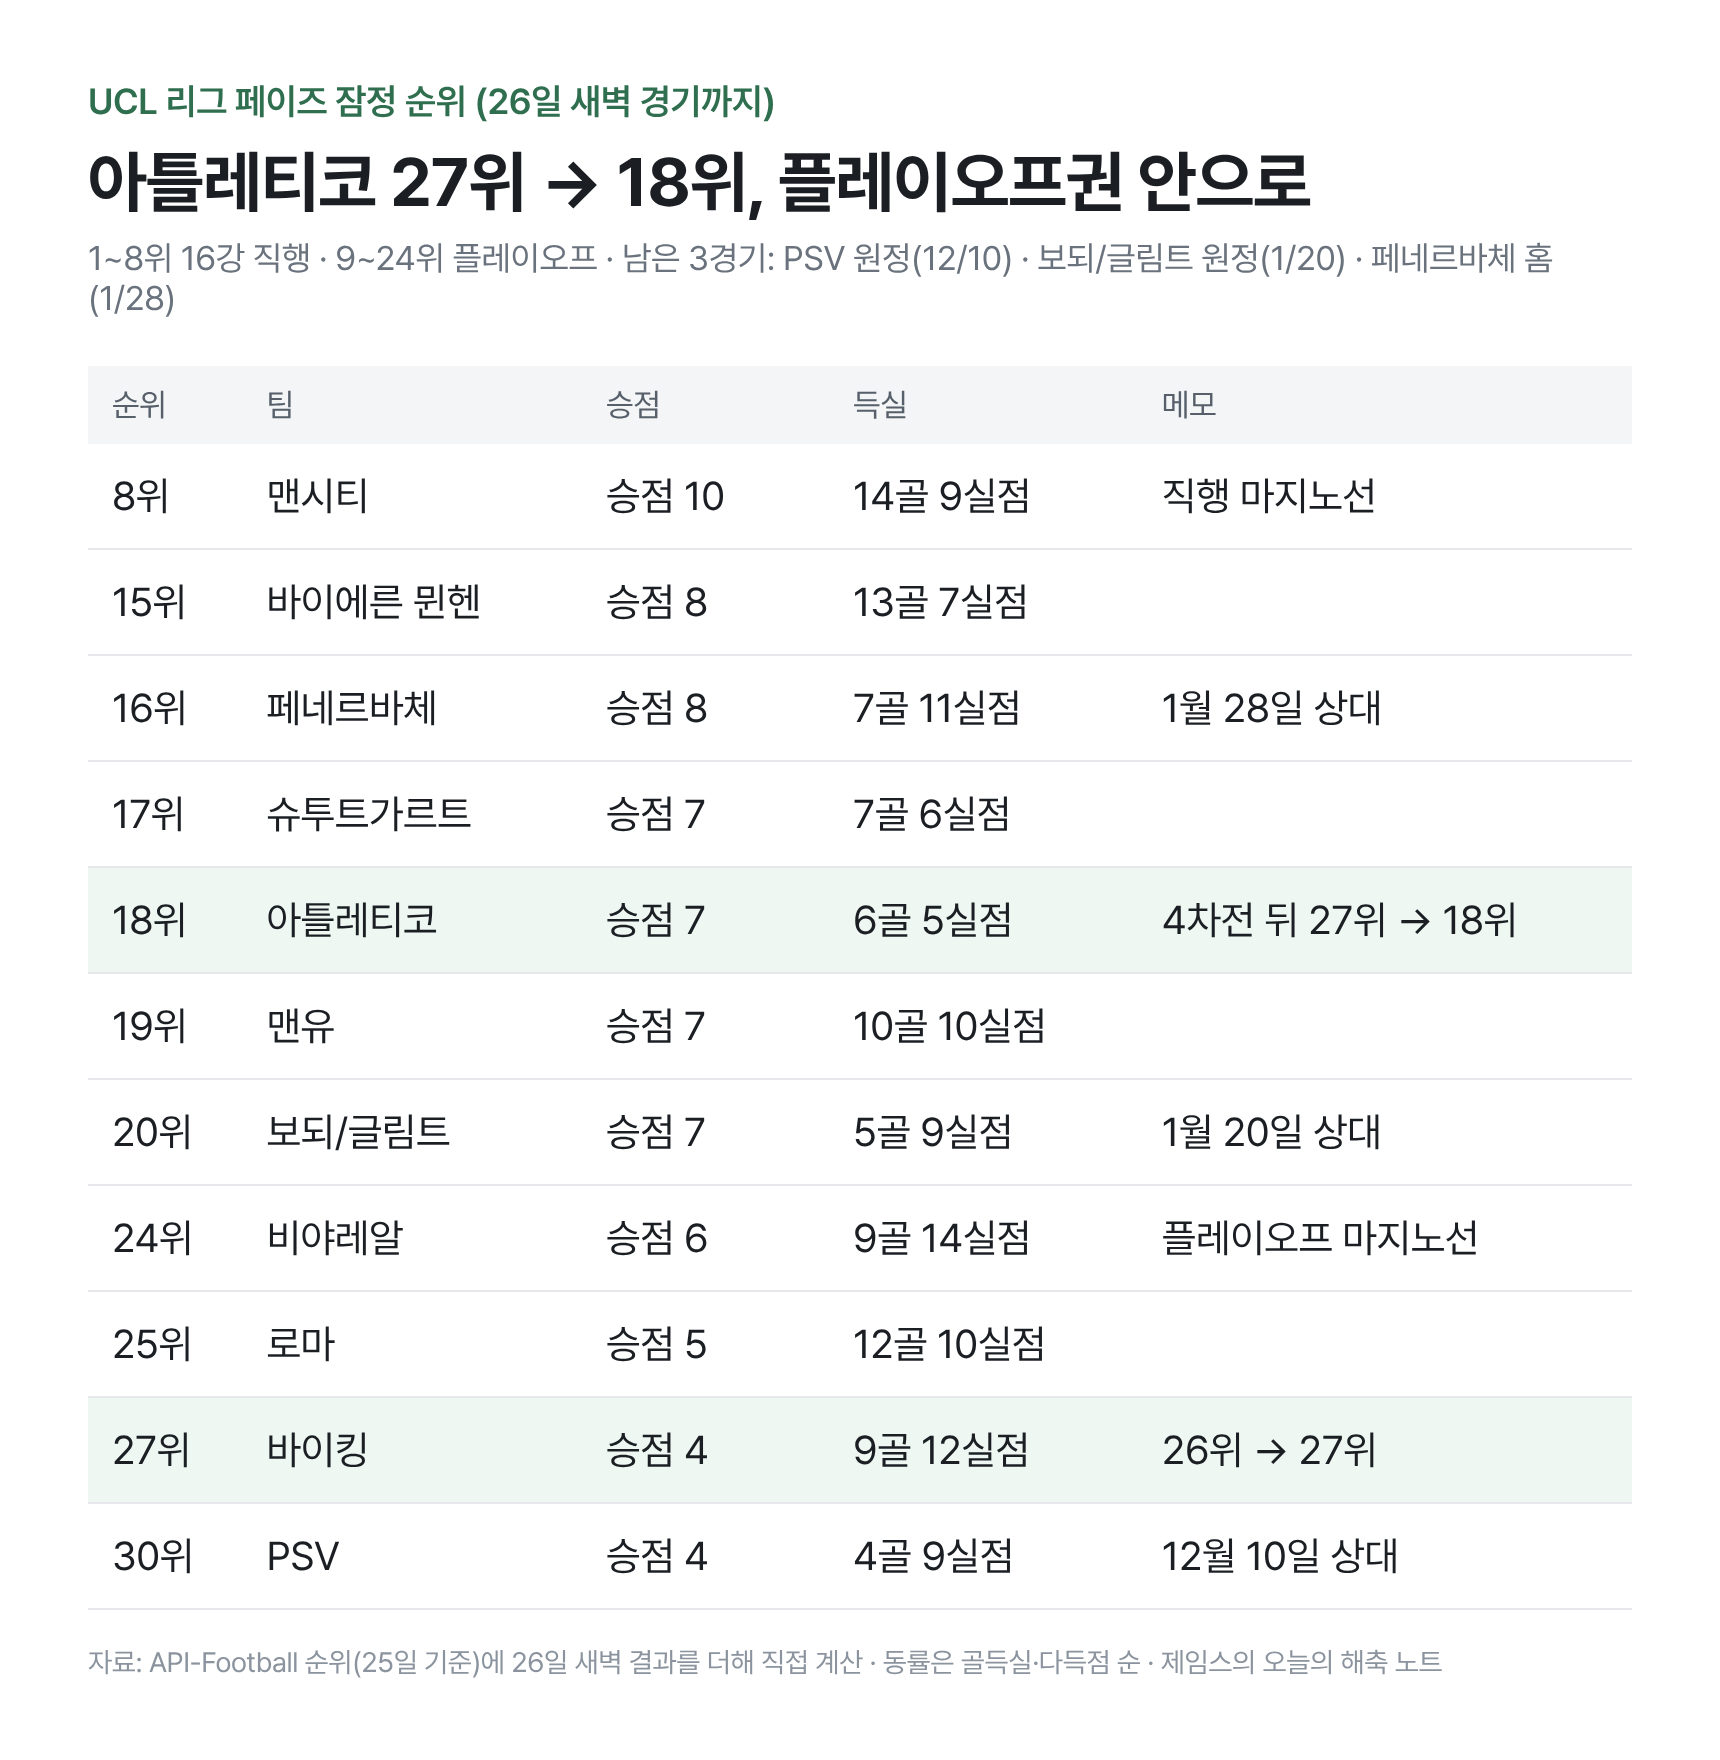 UCL 리그 페이즈 잠정 순위 (26일 새벽 경기까지)
아틀레티코 27위 → 18위, 플레이오프권 안으로
1~8위 16강 직행 · 9~24위 플레이오프 · 남은 3경기: PSV 원정(12/10) · 보되/글림트 원정(1/20) · 페네르바체 홈
(1/28)
순위 팀 승점 득실 메모
8위 맨시티 승점 10 14골 9실점 직행 마지노선
15위 바이에른 뮌헨 승점 8 13골 7실점
16위 페네르바체 승점 8 7골 11실점 1월 28일 상대
17위 슈투트가르트 승점 7 7골 6실점
18위 아틀레티코 승점 7 6골 5실점 4차전 뒤 27위 → 18위
19위 맨유 승점 7 10골 10실점
20위 보되/글림트 승점 7 5골 9실점 1월 20일 상대
24위 비야레알 승점 6 9골 14실점 플레이오프 마지노선
25위 로마 승점 5 12골 10실점
27위 바이킹 승점 4 9골 12실점 26위 → 27위
30위 PSV 승점 4 4골 9실점 12월 10일 상대
자료: API-Football 순위(25일 기준)에 26일 새벽 결과를 더해 직접 계산 · 동률은 골득실·다득점 순 · 제임스의 오늘의 해축 노트